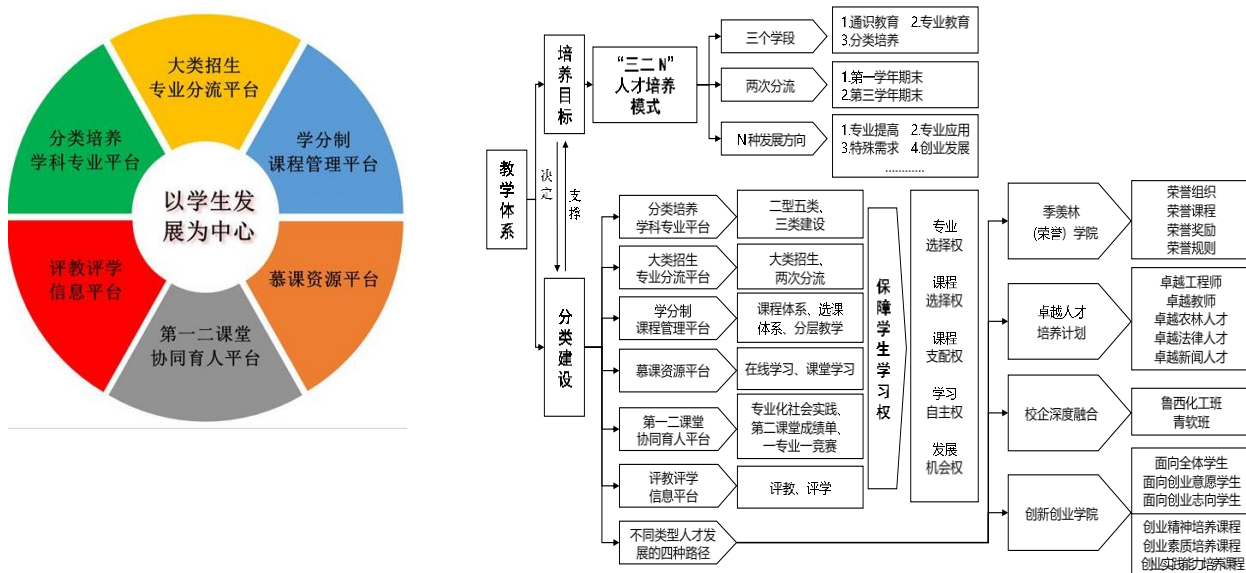 大类招生
专业分流平台
学分制
课程管理平台
慕课资源平台
第一二课堂
协同育人平台
评教评学
信息平台
分类培养
学科专业平台
以学生发
展为中心
教学体系
培养目标
决定
支撑
分类建设
“三二N”
人才培养
模式
三个学段
1.通识教育 2.专业教育
3.分类培养
两次分流
1.第一学年期末
2.第三学年期末
N种发展方向
1.专业提高 2.专业应用
3.特殊需求 4.创业发展
............
分类培养
学科专业平台
二型五类、
三类建设
大类招生
专业分流平台
大类招生、
两次分流
学分制
课程管理平台
课程体系、选课
体系、分层教学
慕课资源平台
在线学习、课堂学习
第一二课堂
协同育人平台
专业化社会实践、
第二课堂成绩单、
一专业一竞赛
评教评学
信息平台
评教、评学
不同类型人才发
展的四种路径
保障学生学习权
专业
选择权
课程
选择权
课程
支配权
学习
自主权
发展
机会权
季羡林
（荣誉）学院
荣誉组织
荣誉课程
荣誉奖励
荣誉规则
卓越人才
培养计划
卓越工程师
卓越教师
卓越农林人才
卓越法律人才
卓越新闻人才
校企深度融合
鲁西化工班
青软班
创新创业学院
面向全体学生
面向创业意愿学生
面向创业志向学生
创业精神培养课程
创业素质培养课程
创业实践能力培养课程